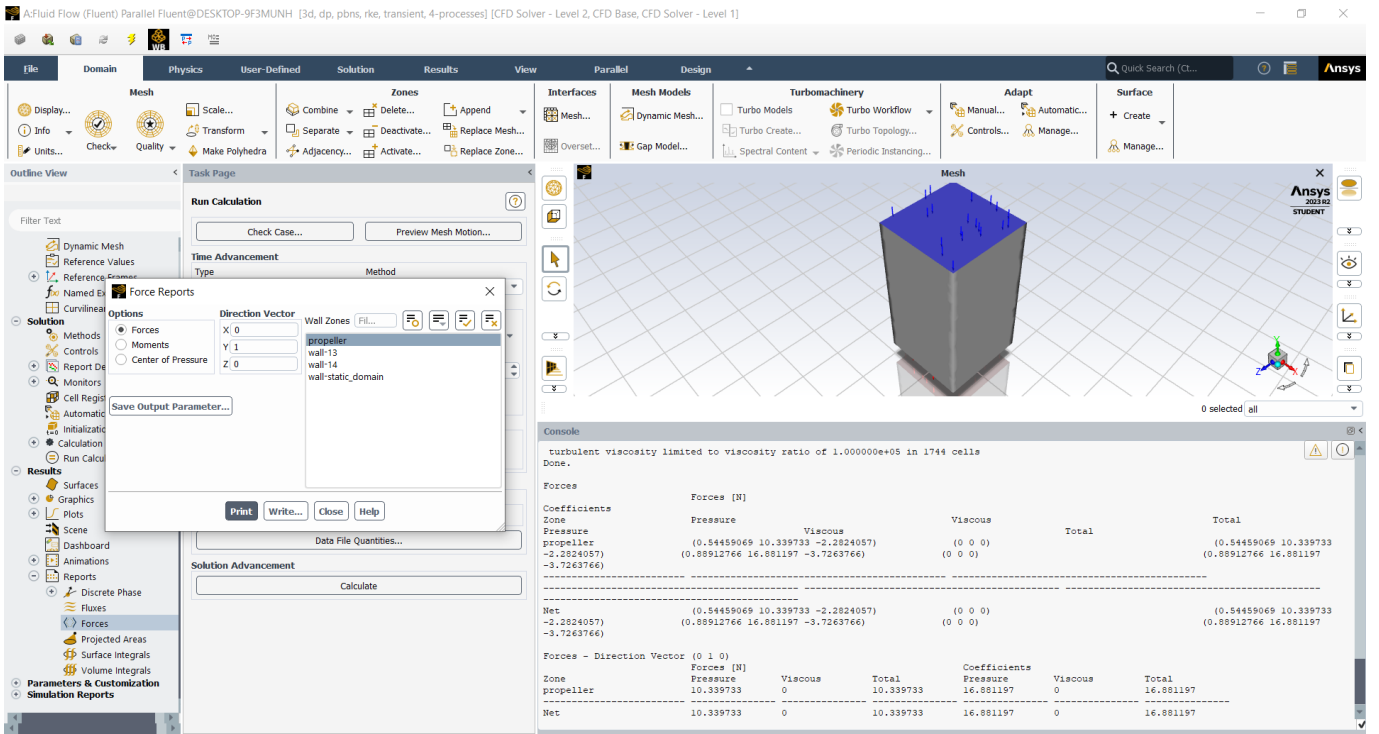 A:Fluid Flow (Fluent) Parallel Fluent@DESKTOP-9F3MUNH [3d, dp, pbns, rke, transient, 4-processes] [CFD Solver - Level 2, CFD Base, CFD Solver - Level 1]
WB
File Domain Physics User-Defined Solution Results View Parallel Design Quick Search (Ct... Ansys
Mesh Zones Interfaces Mesh Models Turbomachinery Adapt Surface
Display... Scale... Combine Delete... Append Mesh... Dynamic Mesh... Turbo Models Turbo Workflow Manual... Automatic... + Create
Info Check Quality Transform Separate Deactivate... Replace Mesh... Turbo Create... Turbo Topology... Controls... Manage...
Units... Make Polyhedra Adjacency... Activate... Replace Zone... Overset... Gap Model... Spectral Content Periodic Instancing... Manage...
Outline View < Task Page < Mesh
Run Calculation
Ansys
2023 R2
STUDENT
Filter Text
Check Case... Preview Mesh Motion...
Dynamic Mesh
Reference Values
Time Advancement
Type Method
Reference Frames
Named Ex
Curvilinear
Force Reports
Options Direction Vector Wall Zones Fil...
Forces X 0 propeller
Moments Y 1 wall-13
Center of Pressure Z 0 wall-14
wall-static_domain
Save Output Parameter...
Print Write... Close Help
Solution
Methods
Controls
Report De
Monitors
Cell Regist
Automatic
Initializatio
Calculation
Run Calcul
Results
Surfaces
Graphics
Plots
Scene
Dashboard
Animations
Reports
Discrete Phase
Fluxes
Forces
Projected Areas
Surface Integrals
Volume Integrals
Parameters & Customization
Simulation Reports
Data File Quantities...
Solution Advancement
Calculate
Y
Z X
0 selected all
Console
turbulent viscosity limited to viscosity ratio of 1.000000e+05 in 1744 cells
Done.
Forces
Forces [N]
Coefficients
Zone Pressure Viscous Total
Pressure Viscous Total
propeller (0.54459069 10.339733 -2.2824057) (0 0 0) (0.54459069 10.339733
-2.2824057) (0.88912766 16.881197 -3.7263766) (0 0 0) (0.88912766 16.881197
-3.7263766)
Net (0.54459069 10.339733 -2.2824057) (0 0 0) (0.54459069 10.339733
-2.2824057) (0.88912766 16.881197 -3.7263766) (0 0 0) (0.88912766 16.881197
-3.7263766)
Forces - Direction Vector (0 1 0)
Forces [N] Coefficients
Zone Pressure Viscous Total Pressure Viscous Total
propeller 10.339733 0 10.339733 16.881197 0 16.881197
Net 10.339733 0 10.339733 16.881197 0 16.881197